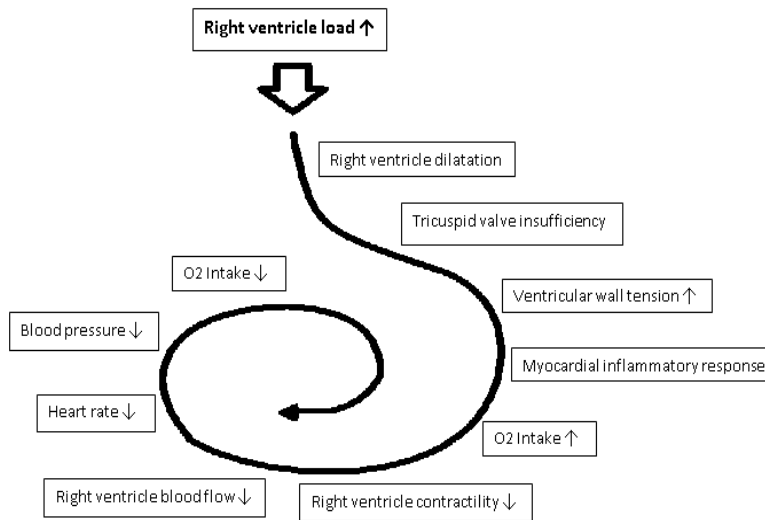 Right ventricle load ↑
Right ventricle dilatation
Tricuspid valve insufficiency
Ventricular wall tension ↑
Myocardial inflammatory response
O2 Intake ↑
Right ventricle contractility ↓
Right ventricle blood flow ↓
Heart rate ↓
Blood pressure ↓
O2 Intake ↓